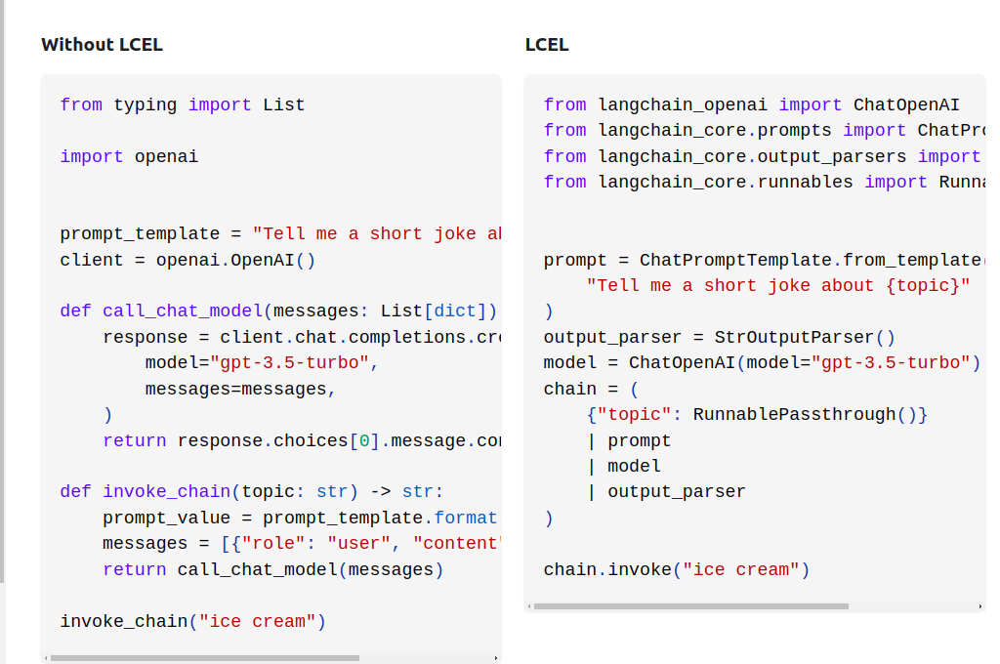 Without LCEL
from typing import List
import openai
prompt_template = "Tell me a short joke
client = openai.OpenAI()
def call_chat_model(messages: List[dict])
response = client.chat.completions.
model="gpt-3.5-turbo",
messages=messages,
)
return response.choices[0].message.
def invoke_chain(topic: str) -> str:
prompt_value = prompt_template.format
messages = [{"role": "user", "content"
return call_chat_model(messages)
invoke_chain("ice cream")
LCEL
from langchain_openai import ChatOpenAI
from langchain_core.prompts import
from langchain_core.output_parsers import
from langchain_core.runnables import
prompt = ChatPromptTemplate.from_template(
"Tell me a short joke about {topic}"
)
output_parser = StrOutputParser()
model = ChatOpenAI(model="gpt-3.5-turbo")
chain = (
{"topic": RunnablePassthrough()}
| prompt
| model
| output_parser
)
chain.invoke("ice cream")